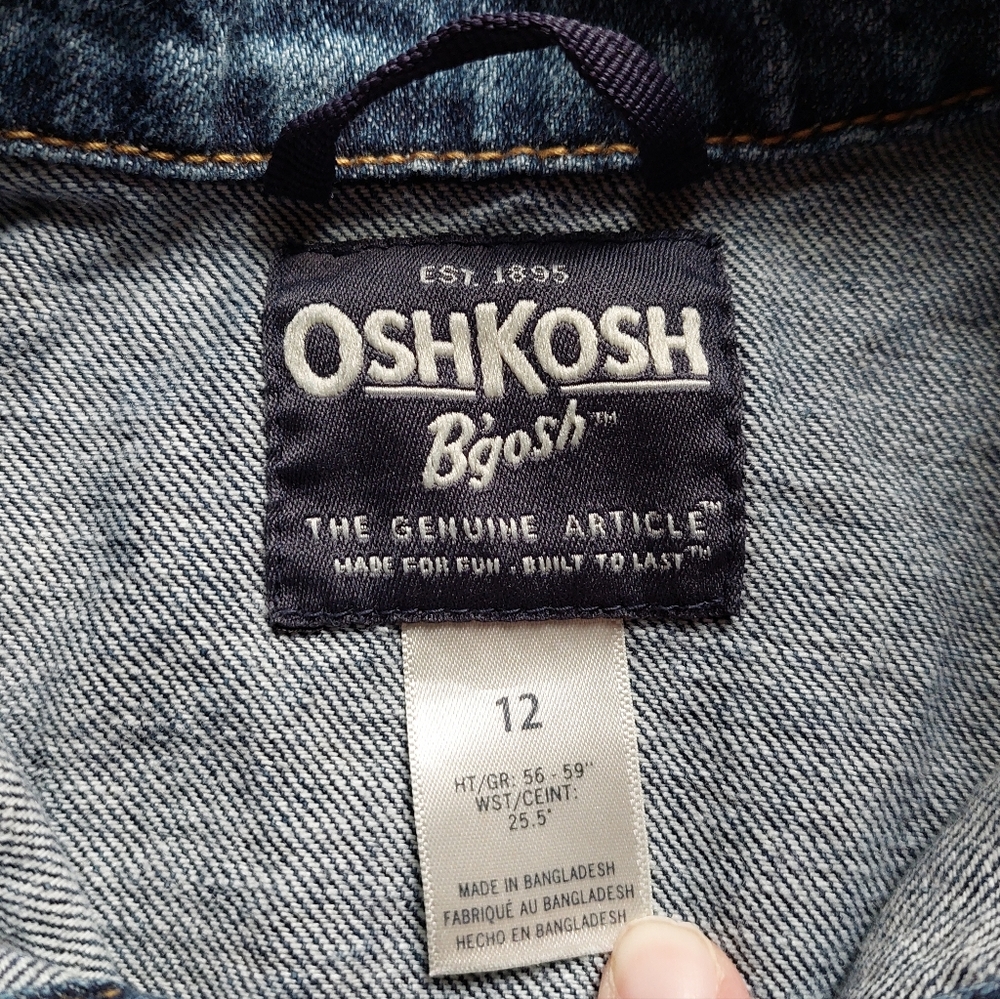 EST. 1895
OSHKOSH
B'gosh™
THE GENUINE ARTICLE™
MADE FOR FUN . BUILT TO LAST™
12
HT/GR: 56 - 59"
WST/CEINT:
25.5"
MADE IN BANGLADESH
FABRIQUÉ AU BANGLADESH
HECHO EN BANGLADESH